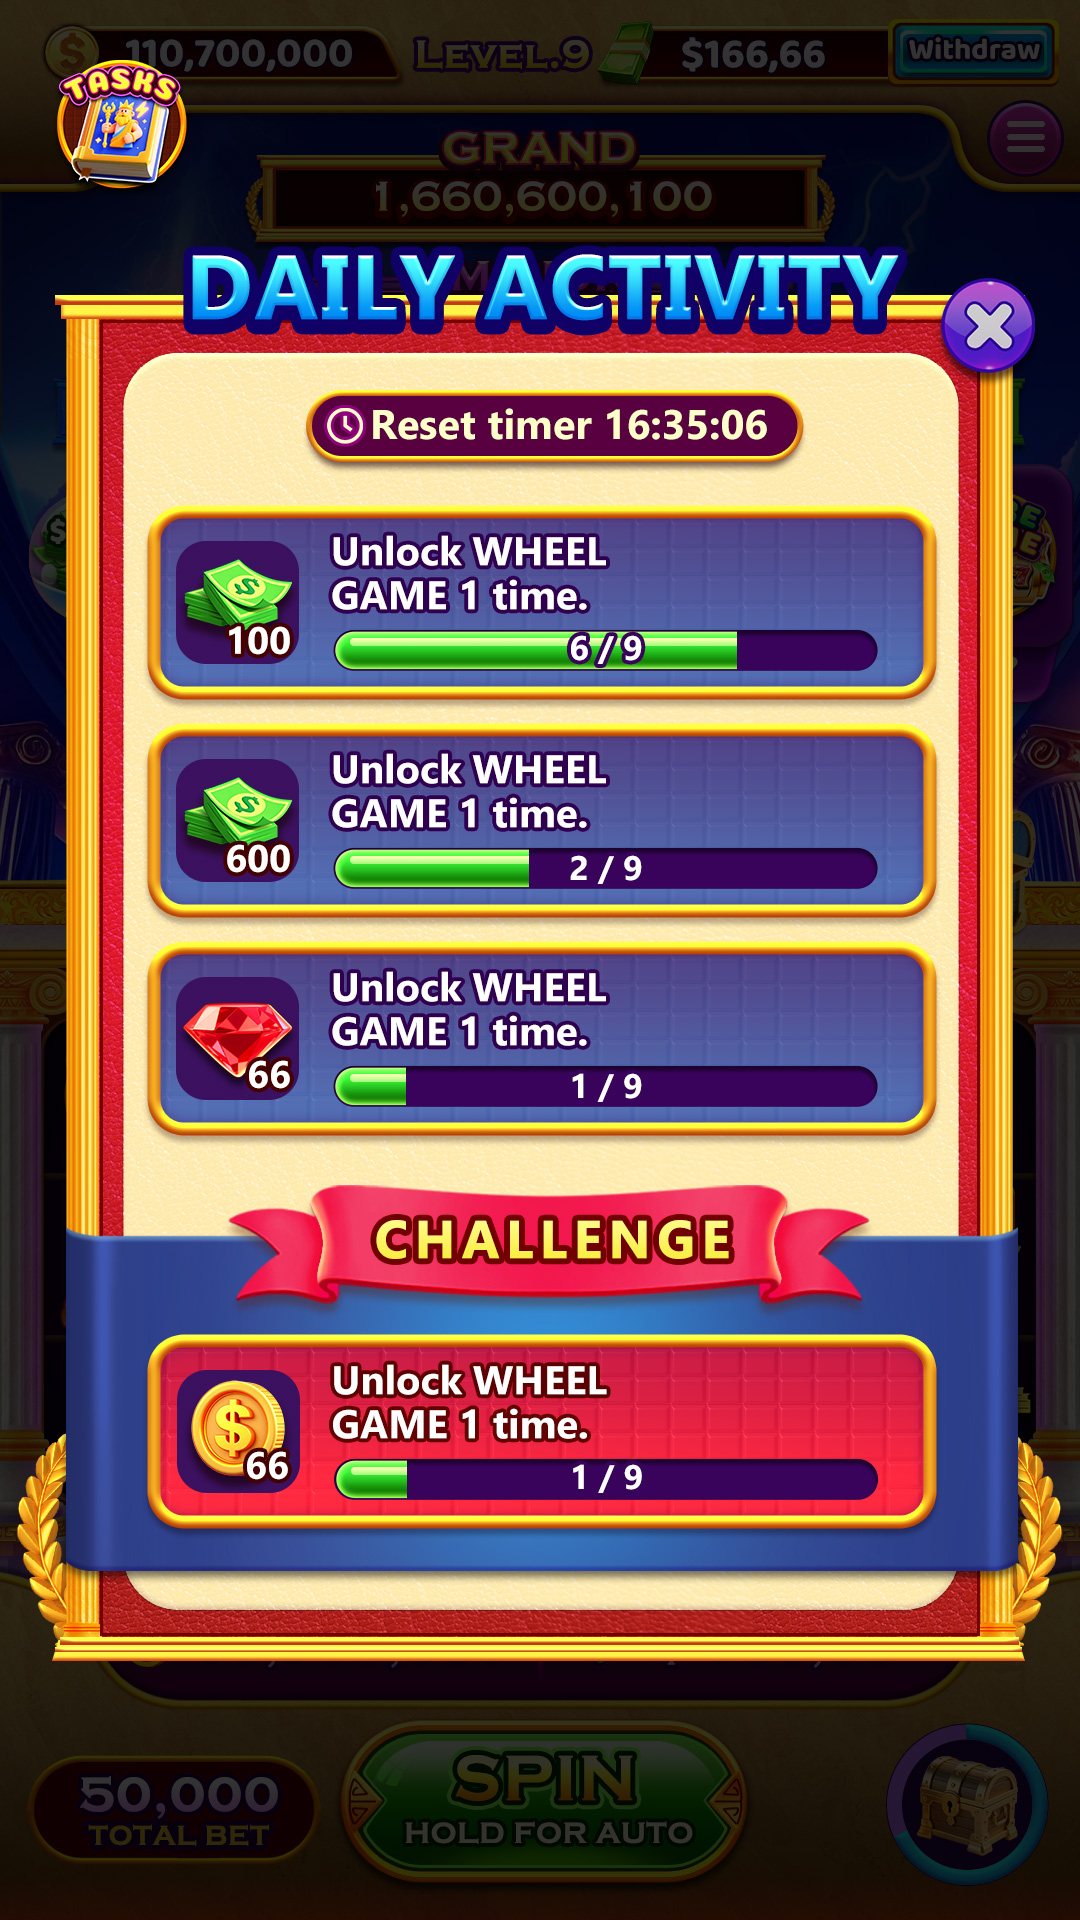 110,700,000
LEVEL.9
$166,66
Withdraw
TASKS
GRAND
1,660,600,100
DAILY ACTIVITY
Reset timer 16:35:06
Unlock WHEEL
GAME 1 time.
100
6 / 9
Unlock WHEEL
GAME 1 time.
600
2 / 9
Unlock WHEEL
GAME 1 time.
66
1 / 9
CHALLENGE
Unlock WHEEL
GAME 1 time.
66
1 / 9
50,000
TOTAL BET
SPIN
HOLD FOR AUTO